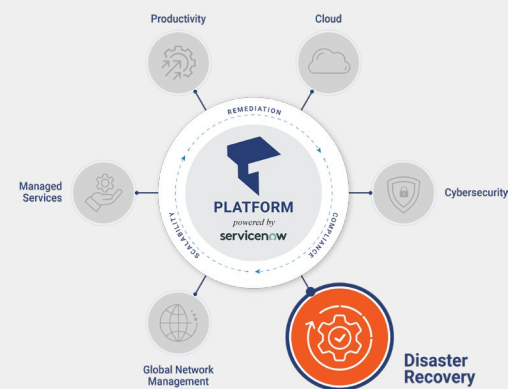 Productivity
Cloud
REMEDIATION
Managed
Services
SCALABILITY
PLATFORM
powered by
servicenow
COMPLIANCE
Cybersecurity
Global Network
Management
Disaster
Recovery